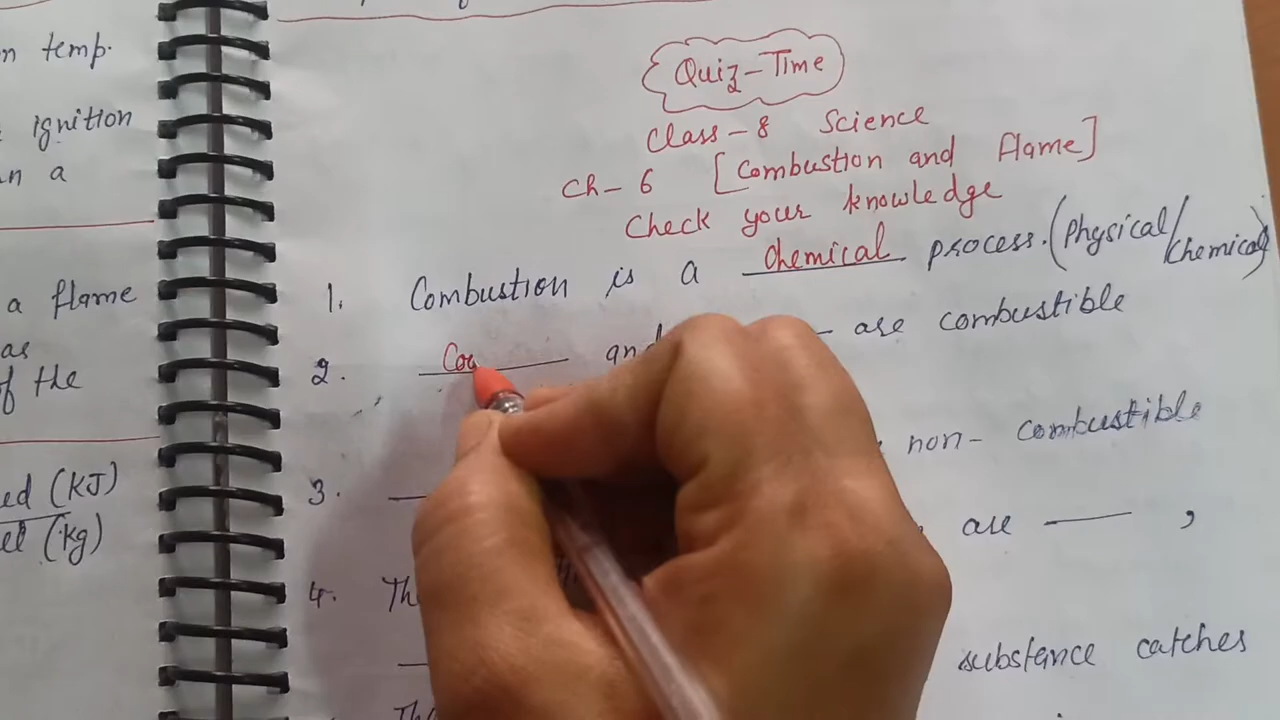 n temp.
ignition
n a
a flame
as
of the
ed (KJ)
el (kg)
Quiz-Time
Class-8 Science
Ch-6 [Combustion and Flame]
Check your knowledge
1. Combustion is a chemical process. (Physical/Chemical)
2. and are combustible
non-combustible
3. are ,
4. Th
substance catches
Th